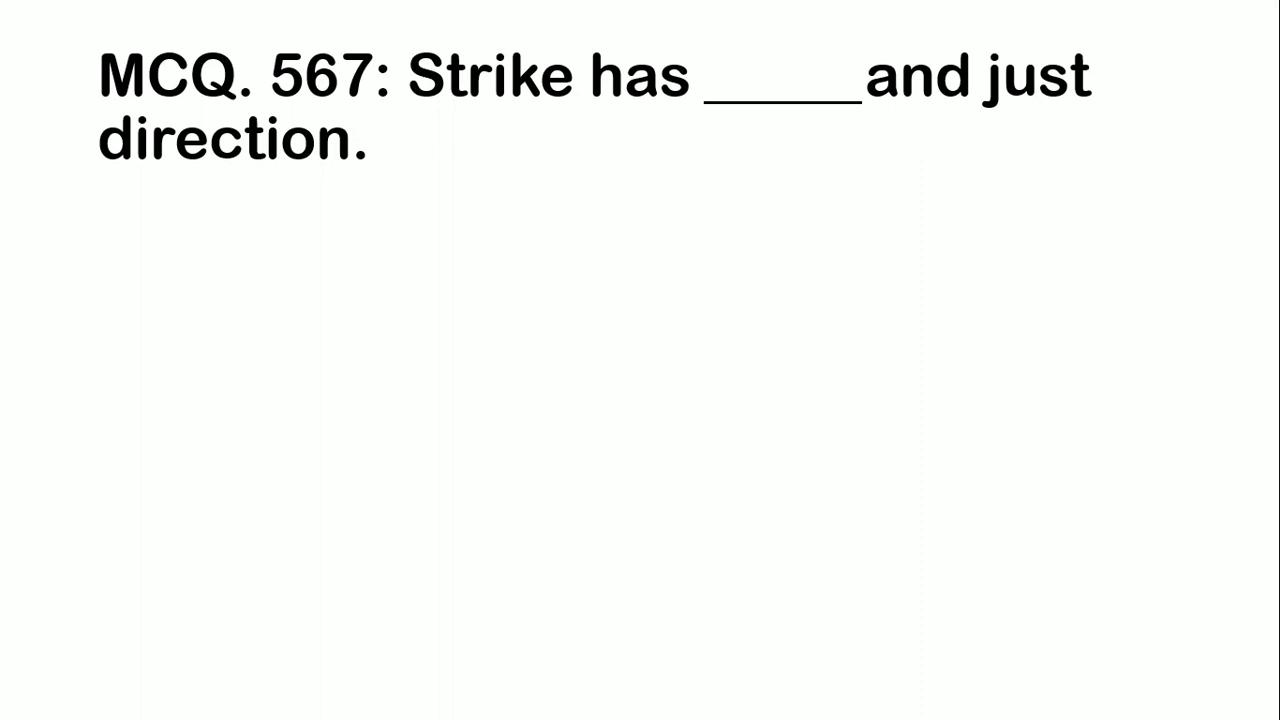 MCQ. 567: Strike has ______and just
direction.